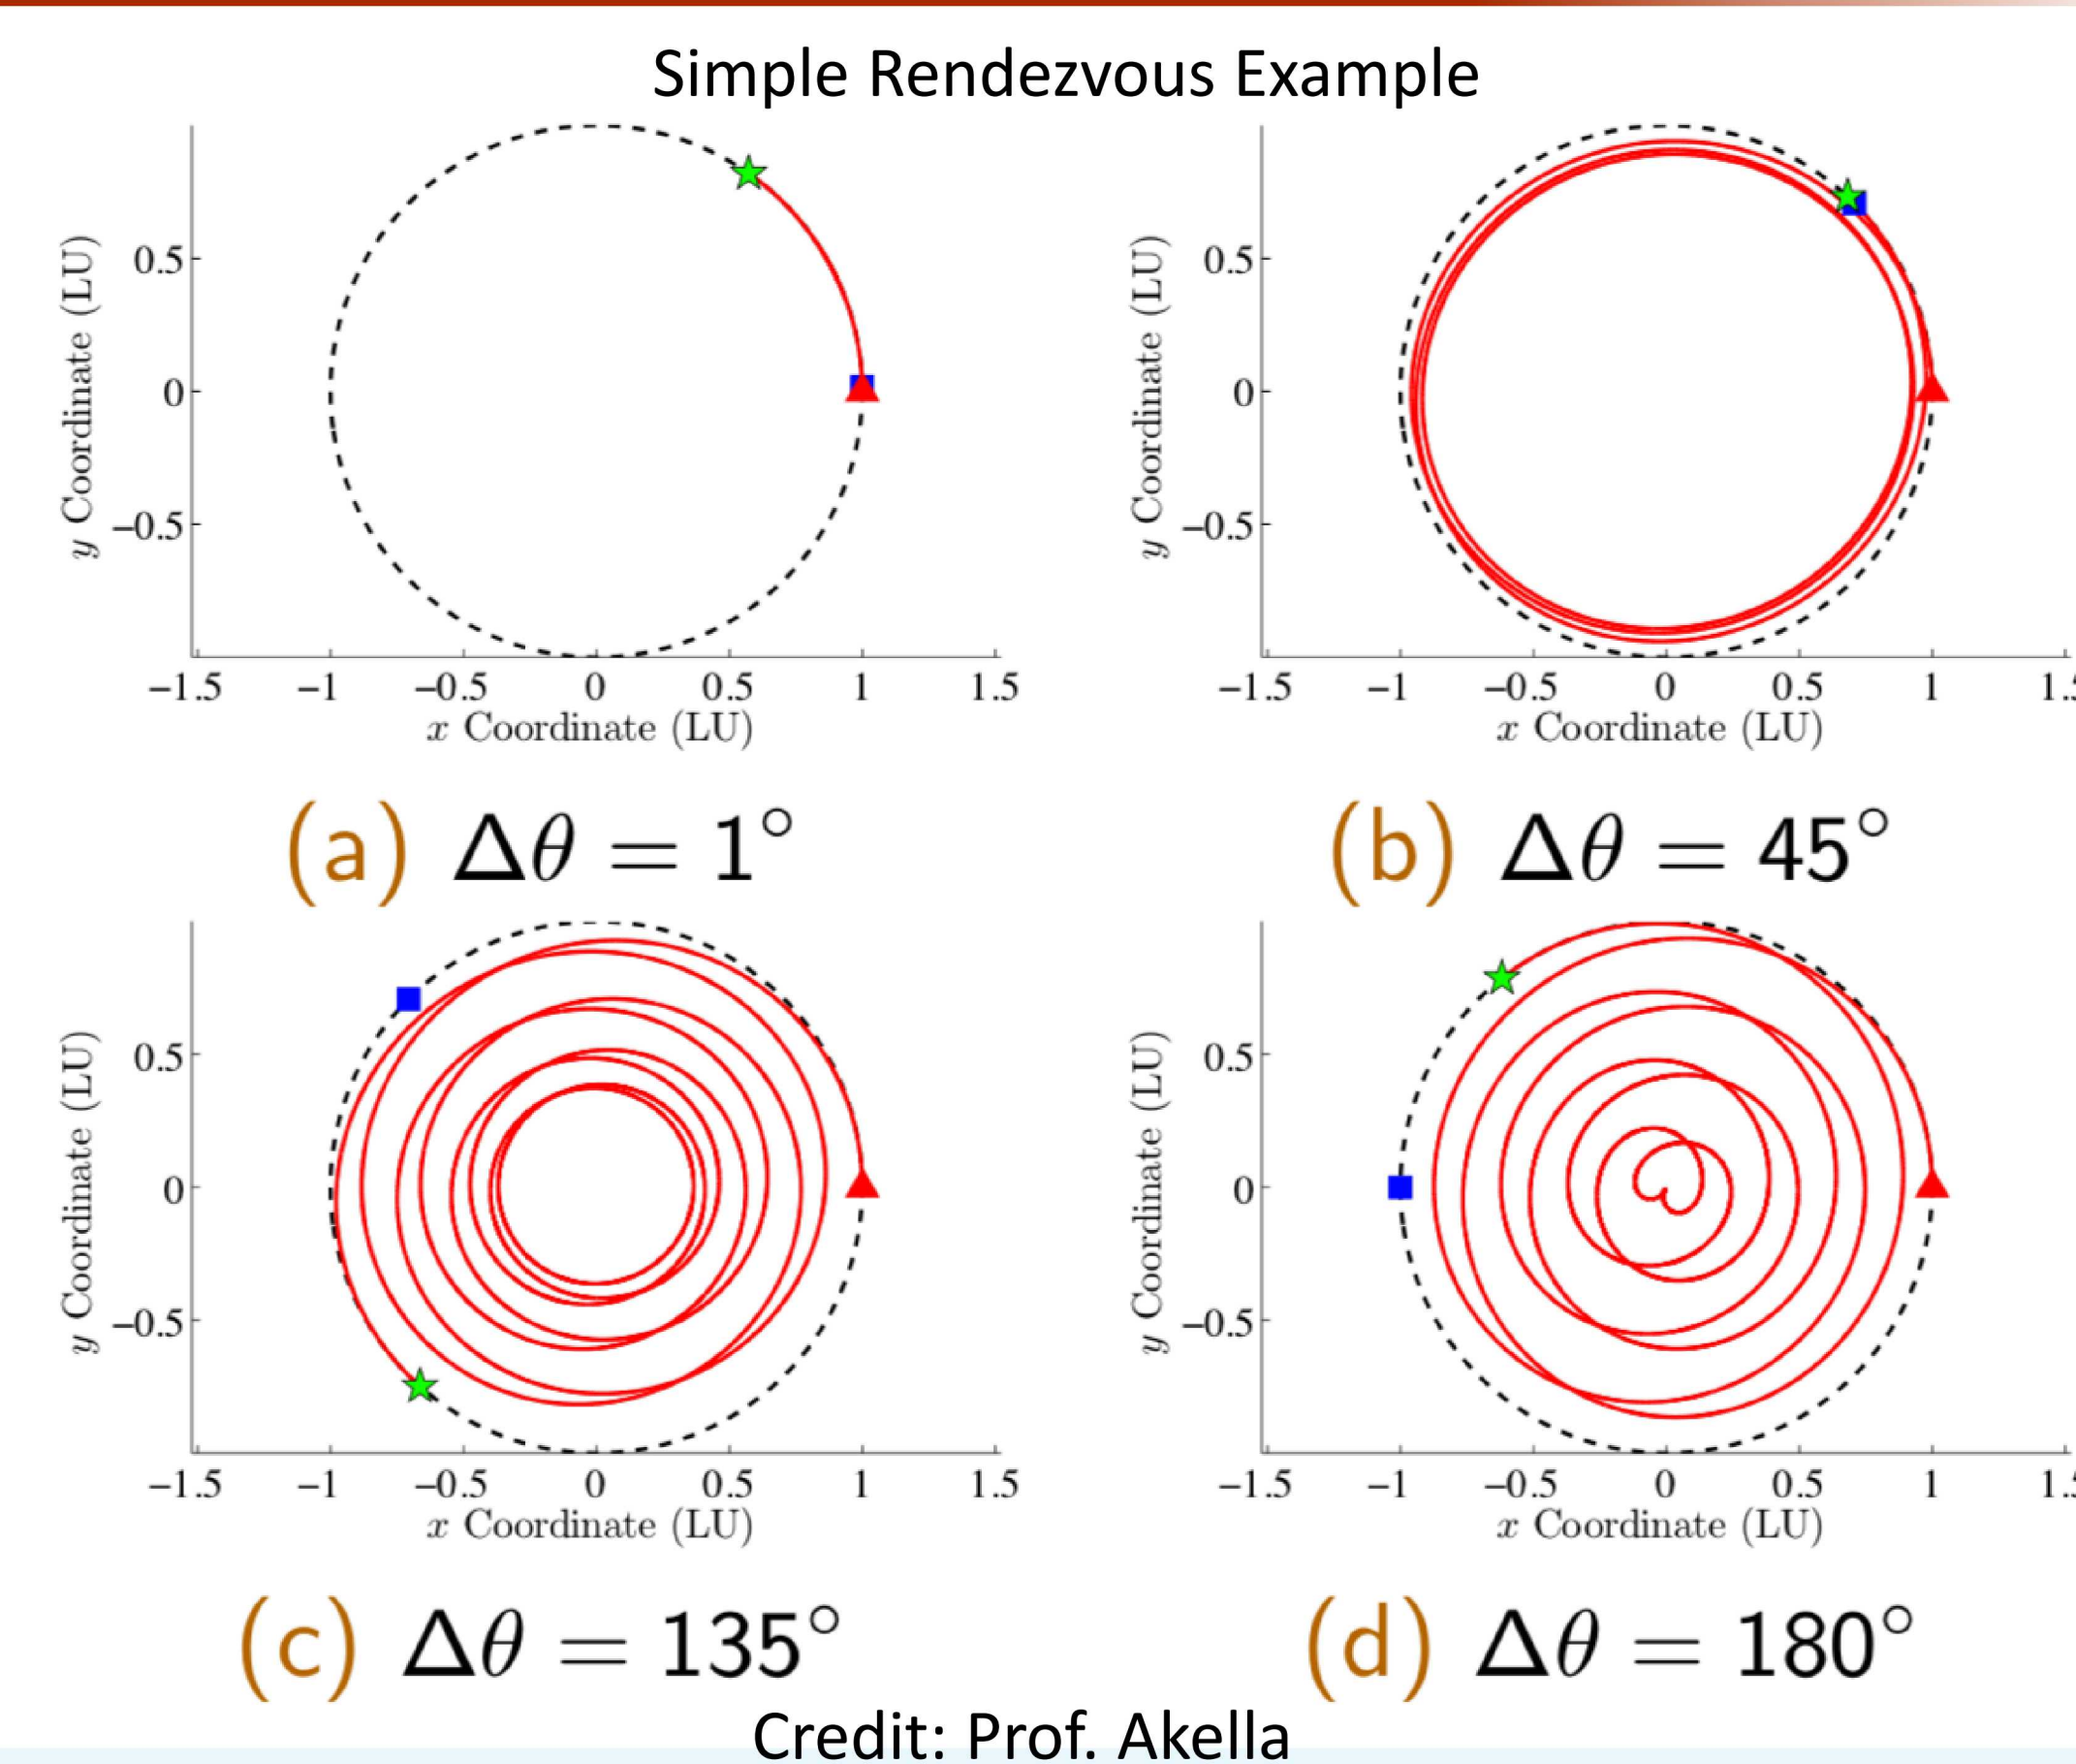 Simple Rendezvous Example
y Coordinate (LU)
0.5
0
−0.5
−1.5 −1 −0.5 0 0.5 1 1.5
x Coordinate (LU)
(a) Δθ = 1°
y Coordinate (LU)
0.5
0
−0.5
−1.5 −1 −0.5 0 0.5 1
x Coordinate (LU)
(b) Δθ = 45°
y Coordinate (LU)
0.5
0
−0.5
−1.5 −1 −0.5 0 0.5 1 1.5
x Coordinate (LU)
(c) Δθ = 135°
y Coordinate (LU)
0.5
0
−0.5
−1.5 −1 −0.5 0 0.5 1
x Coordinate (LU)
(d) Δθ = 180°
Credit: Prof. Akella